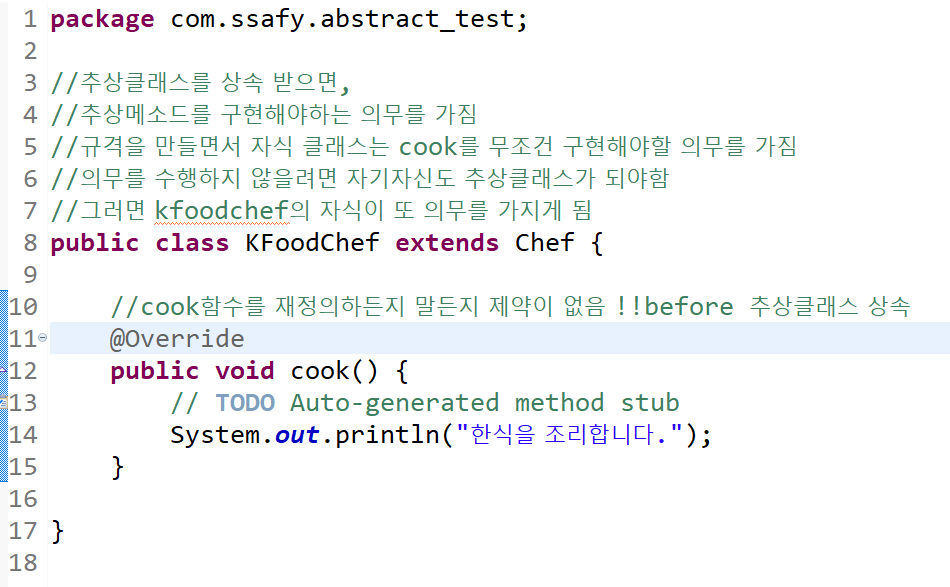 1 package com.ssafy.abstract_test;
2
3 //추상클래스를 상속 받으면,
4 //추상메소드를 구현해야하는 의무를 가짐
5 //규격을 만들면서 자식 클래스는 cook를 무조건 구현해야할 의무를 가짐
6 //의무를 수행하지 않을려면 자기자신도 추상클래스가 되야함
7 //그러면 kfoodchef의 자식이 또 의무를 가지게 됨
8 public class KFoodChef extends Chef {
9
10 //cook함수를 재정의하든지 말든지 제약이 없음 !!before 추상클래스 상속
11 @Override
12 public void cook() {
13 // TODO Auto-generated method stub
14 System.out.println("한식을 조리합니다.");
15 }
16
17 }
18